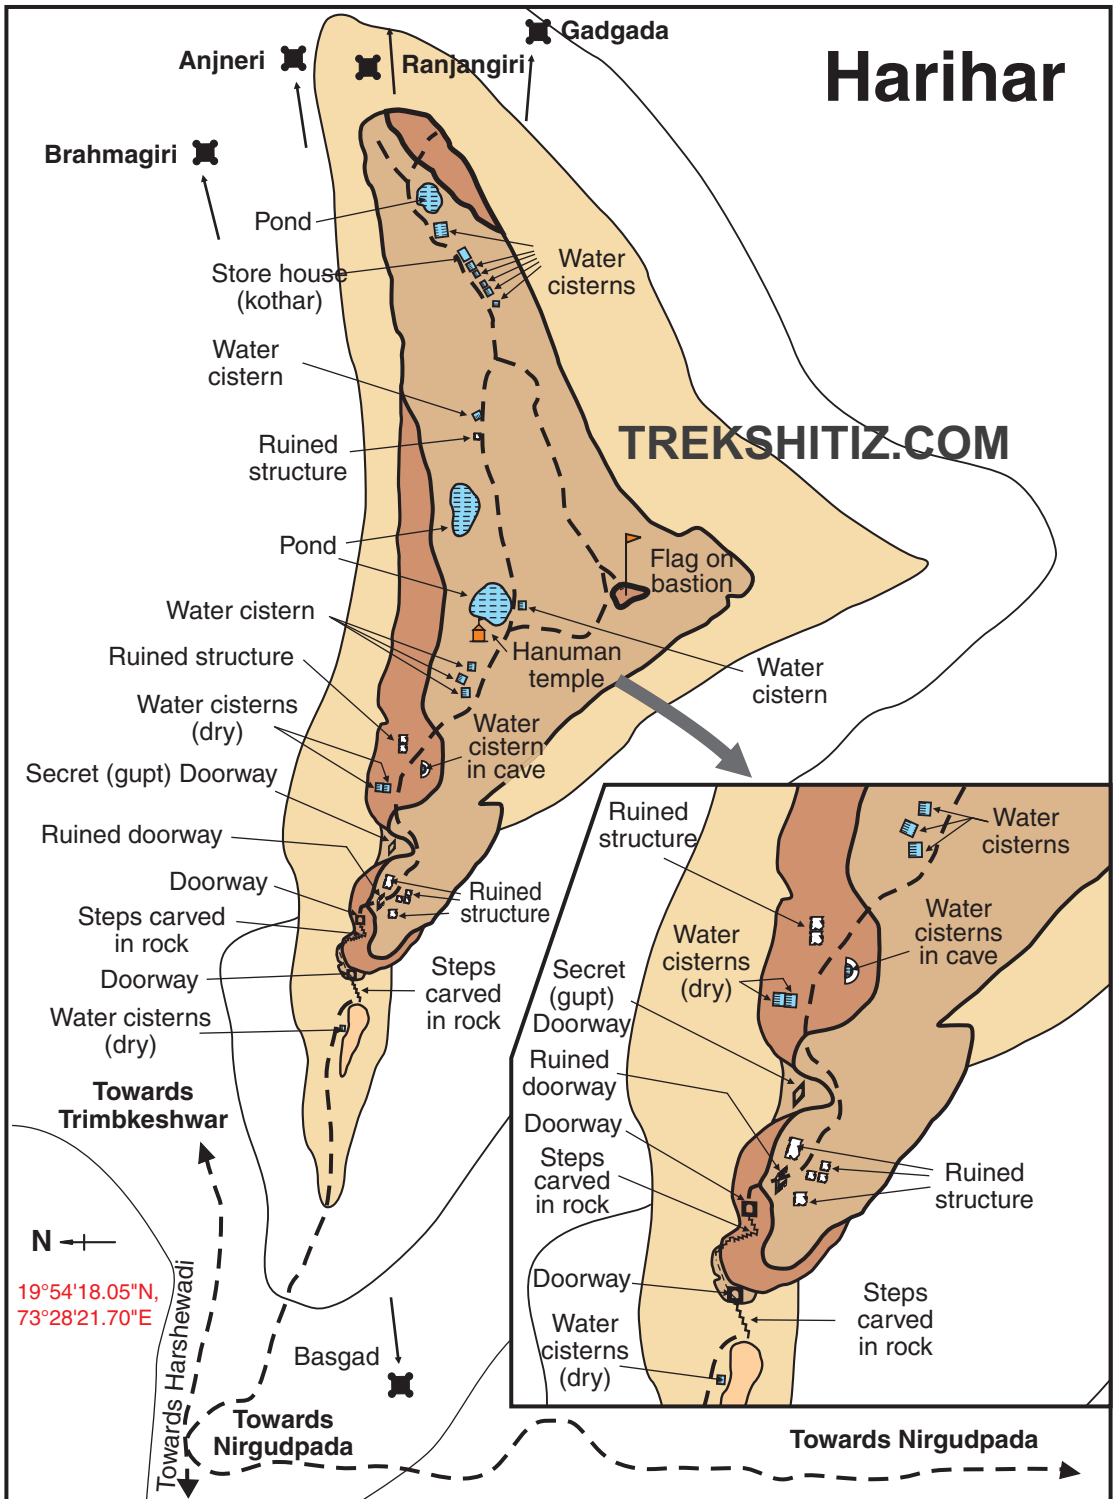 Harihar
Gadgada
Anjneri
Ranjangiri
Brahmagiri
Pond
Store house
(kothar)
Water
cisterns
Water
cistern
Ruined
structure
TREKSHITIZ.COM
Pond
Flag on
bastion
Water cistern
Hanuman
temple
Ruined structure
Water
cistern
Water cisterns
(dry)
Water
cistern
in cave
Secret (gupt) Doorway
Ruined doorway
Doorway
Ruined
structure
Steps carved
in rock
Doorway
Steps
carved
in rock
Water cisterns
(dry)
Towards
Trimbkeshwar
N
19°54'18.05"N,
73°28'21.70"E
Towards Harshewadi
Basgad
Towards
Nirgudpada
Towards Nirgudpada
Ruined
structure
Water
cisterns
Water
cisterns
in cave
Water
cisterns
(dry)
Secret
(gupt)
Doorway
Ruined
doorway
Doorway
Steps
carved
in rock
Ruined
structure
Doorway
Steps
carved
in rock
Water
cisterns
(dry)